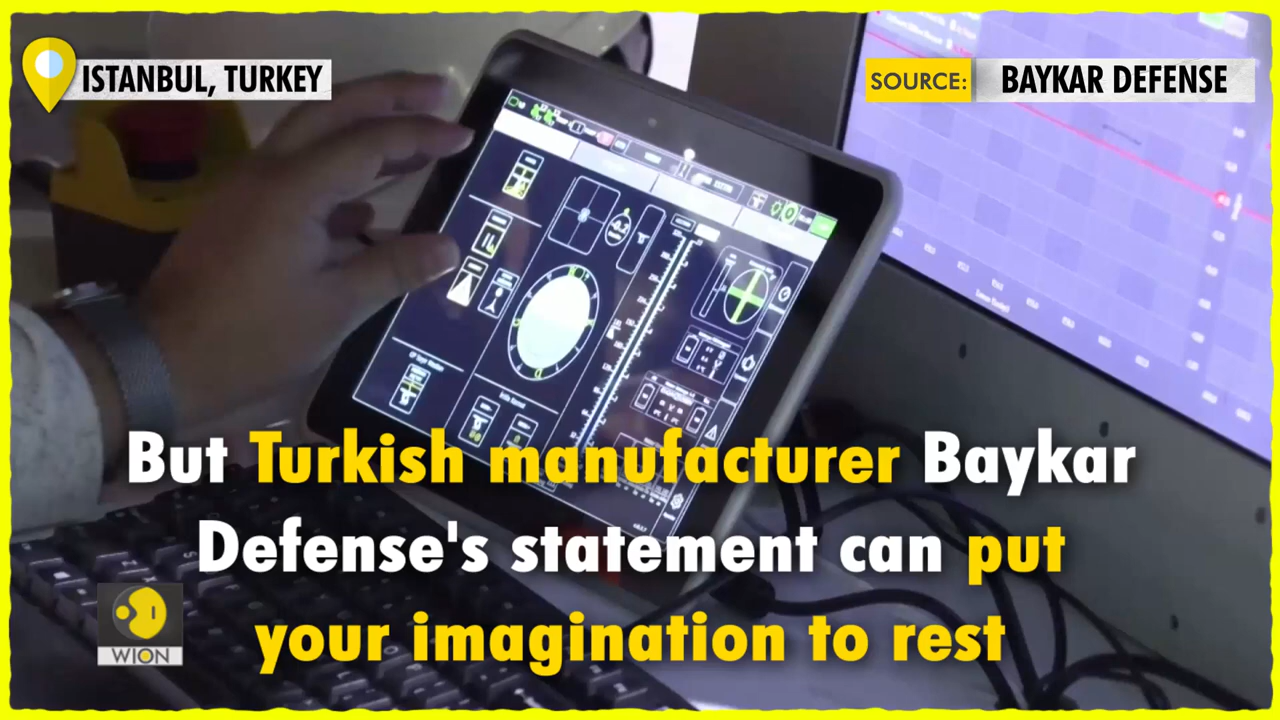 ISTANBUL, TURKEY
SOURCE: BAYKAR DEFENSE
But Turkish manufacturer Baykar
Defense's statement can put
your imagination to rest
WION